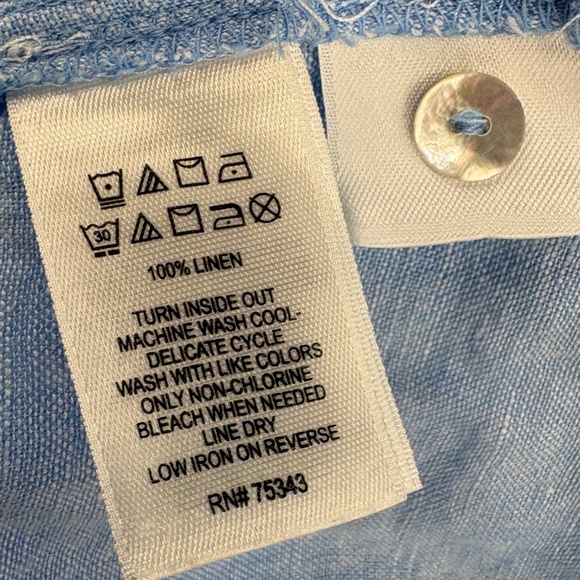 30
100% LINEN
TURN INSIDE OUT
MACHINE WASH COOL-
DELICATE CYCLE
WASH WITH LIKE COLORS
ONLY NON-CHLORINE
BLEACH WHEN NEEDED
LINE DRY
LOW IRON ON REVERSE
RN# 75343